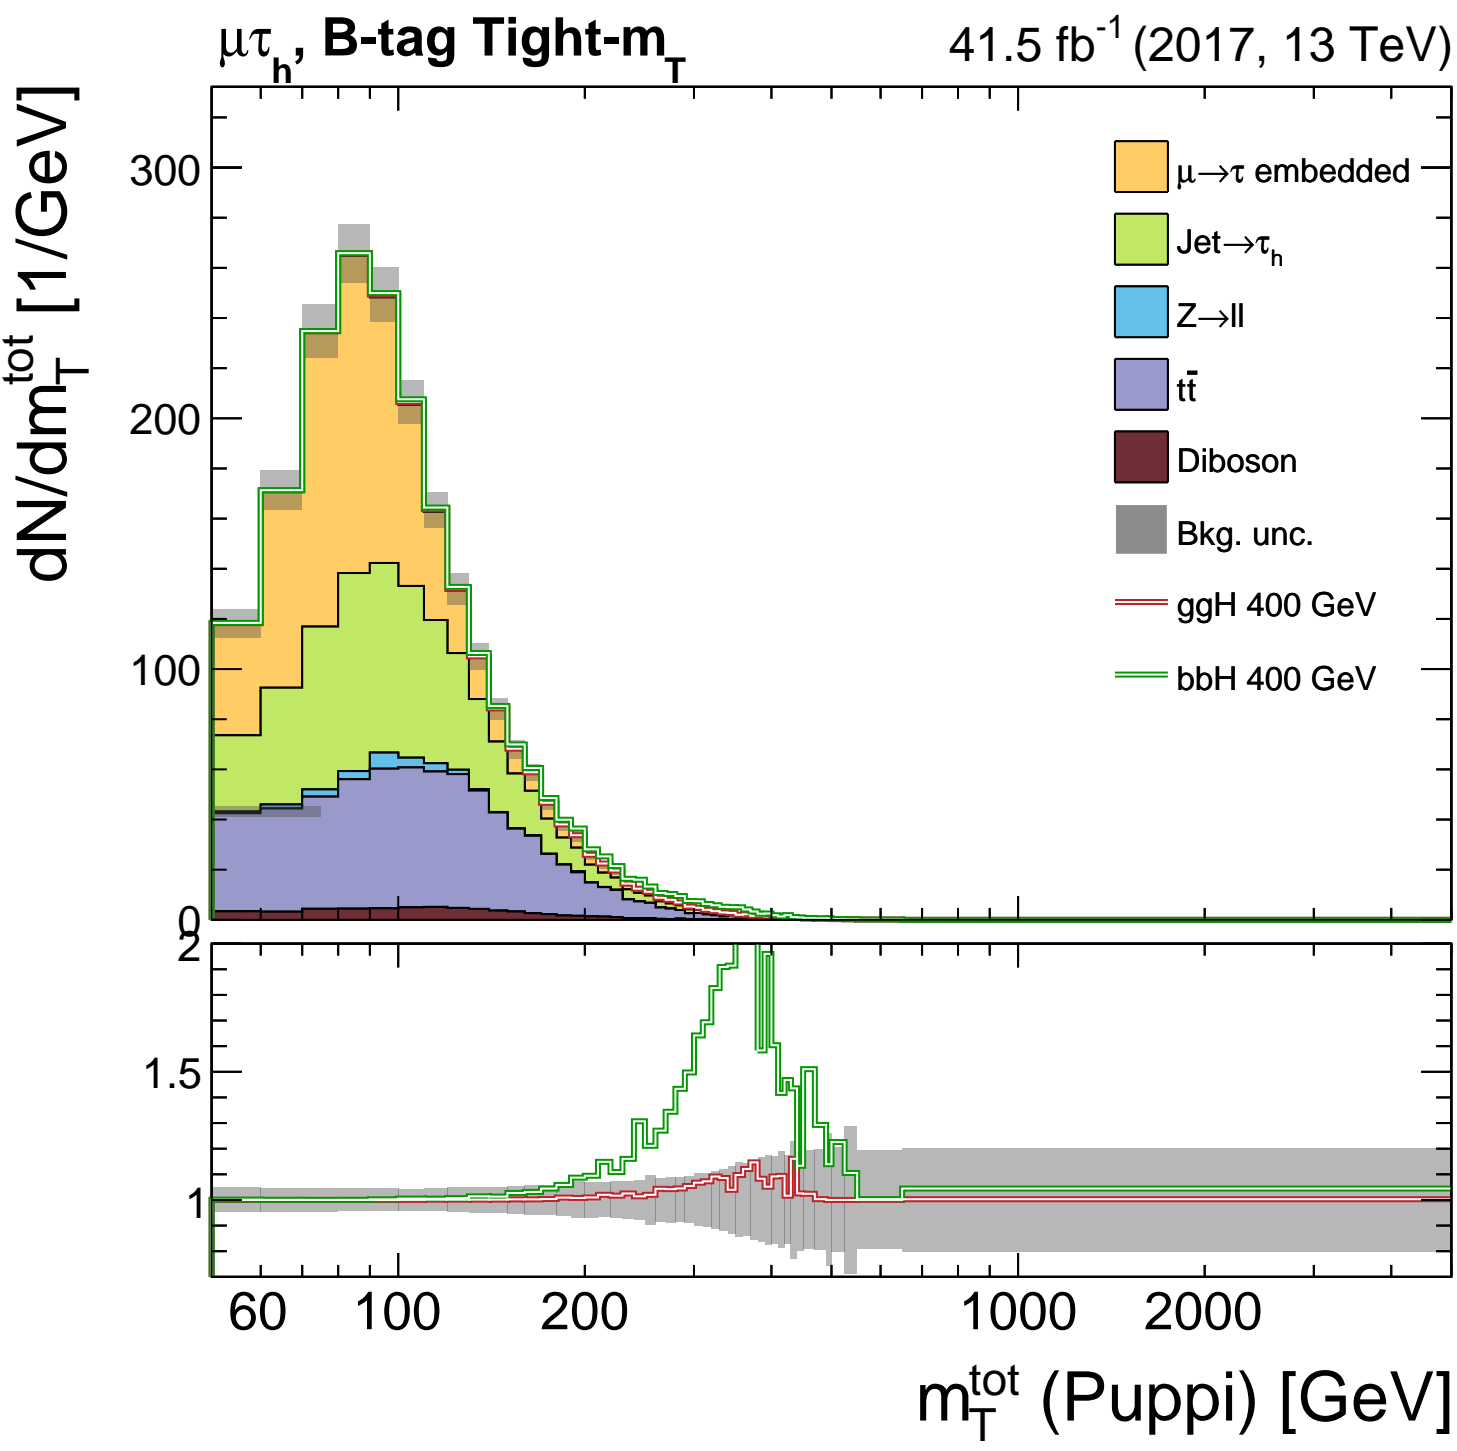 μτh, B-tag Tight-mT
41.5 fb-1 (2017, 13 TeV)
dN/dmTtot [1/GeV]
300
200
100
0
μ→τ embedded
Jet→τh
Z→ll
tt̄
Diboson
Bkg. unc.
ggH 400 GeV
bbH 400 GeV
2
1.5
1
60 100 200 1000 2000
mTtot (Puppi) [GeV]